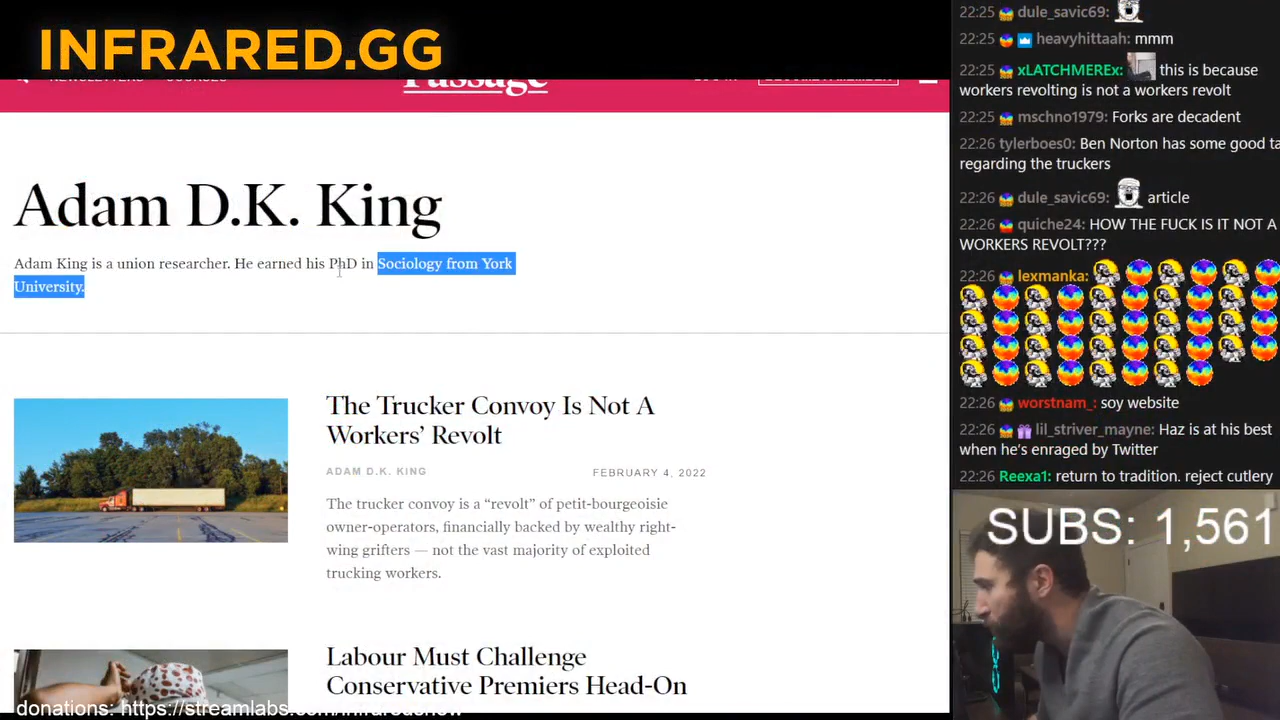 INFRARED.GG
Passage
Adam D.K. King
Adam King is a union researcher. He earned his PhD in Sociology from York
University.
The Trucker Convoy Is Not A
Workers’ Revolt
ADAM D.K. KING
FEBRUARY 4, 2022
The trucker convoy is a “revolt” of petit-bourgeoisie
owner-operators, financially backed by wealthy right-
wing grifters — not the vast majority of exploited
trucking workers.
Labour Must Challenge
Conservative Premiers Head-On
donations: https://streamlabs.com/infraredshow
22:25 dule_savic69:
22:25 heavyhittaah: mmm
22:25 xLATCHMEREx: this is because
workers revolting is not a workers revolt
22:25 mschno1979: Forks are decadent
22:26 tylerboes0: Ben Norton has some good ta
regarding the truckers
22:26 dule_savic69: article
22:26 quiche24: HOW THE FUCK IS IT NOT A
WORKERS REVOLT???
22:26 lexmanka:
22:26 worstnam_: soy website
22:26 lil_striver_mayne: Haz is at his best
when he’s enraged by Twitter
22:26 Reexa1: return to tradition. reject cutlery
SUBS: 1,561